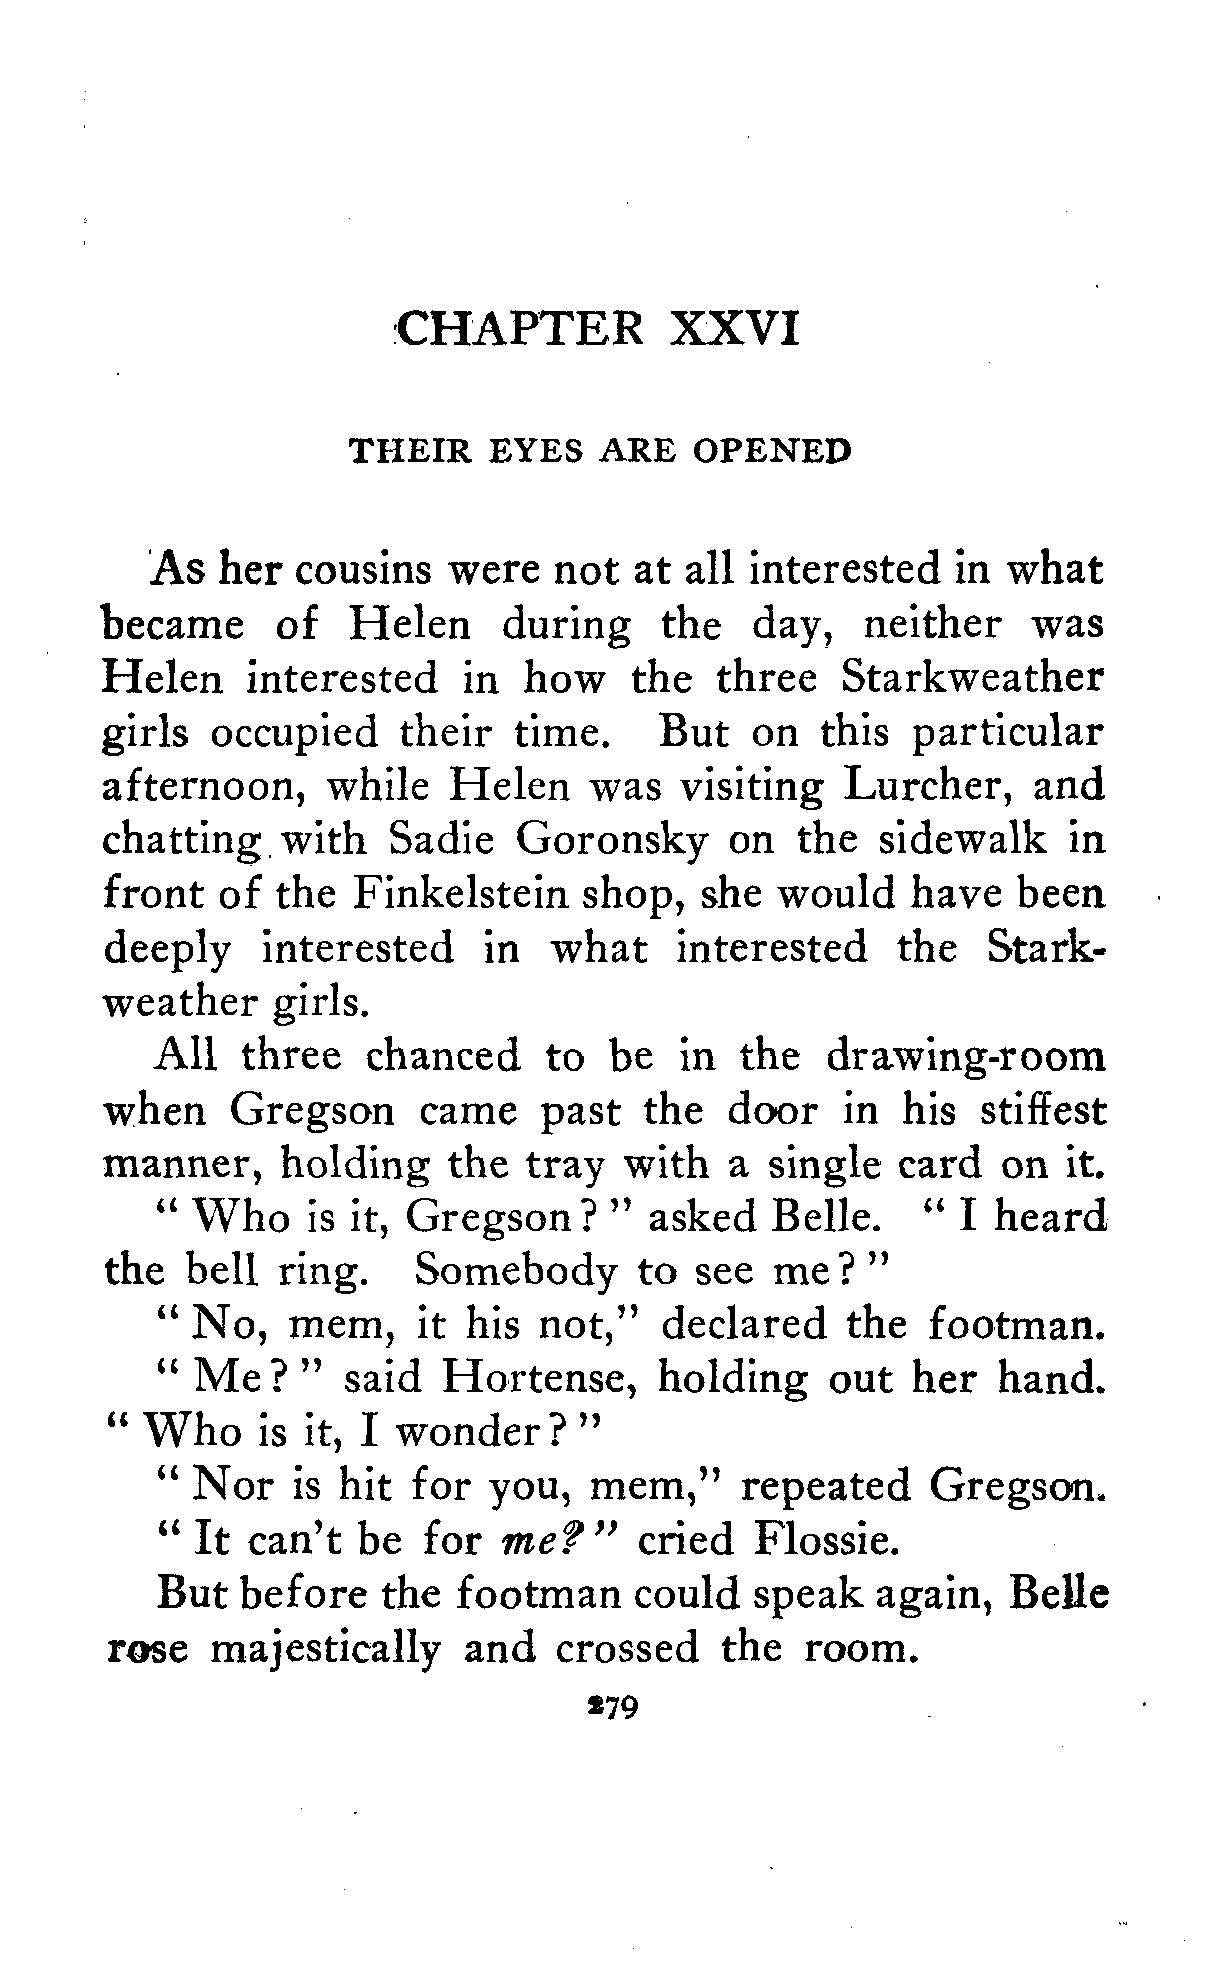 CHAPTER XXVI
THEIR EYES ARE OPENED
As her cousins were not at all interested in what
became of Helen during the day, neither was
Helen interested in how the three Starkweather
girls occupied their time. But on this particular
afternoon, while Helen was visiting Lurcher, and
chatting with Sadie Goronsky on the sidewalk in
front of the Finkelstein shop, she would have been
deeply interested in what interested the Stark-
weather girls.
All three chanced to be in the drawing-room
when Gregson came past the door in his stiffest
manner, holding the tray with a single card on it.
“ Who is it, Gregson? ” asked Belle. “ I heard
the bell ring. Somebody to see me? ”
“ No, mem, it his not,” declared the footman.
“ Me? ” said Hortense, holding out her hand.
“ Who is it, I wonder? ”
“ Nor is hit for you, mem,” repeated Gregson.
“ It can’t be for me? ” cried Flossie.
But before the footman could speak again, Belle
rose majestically and crossed the room.
279